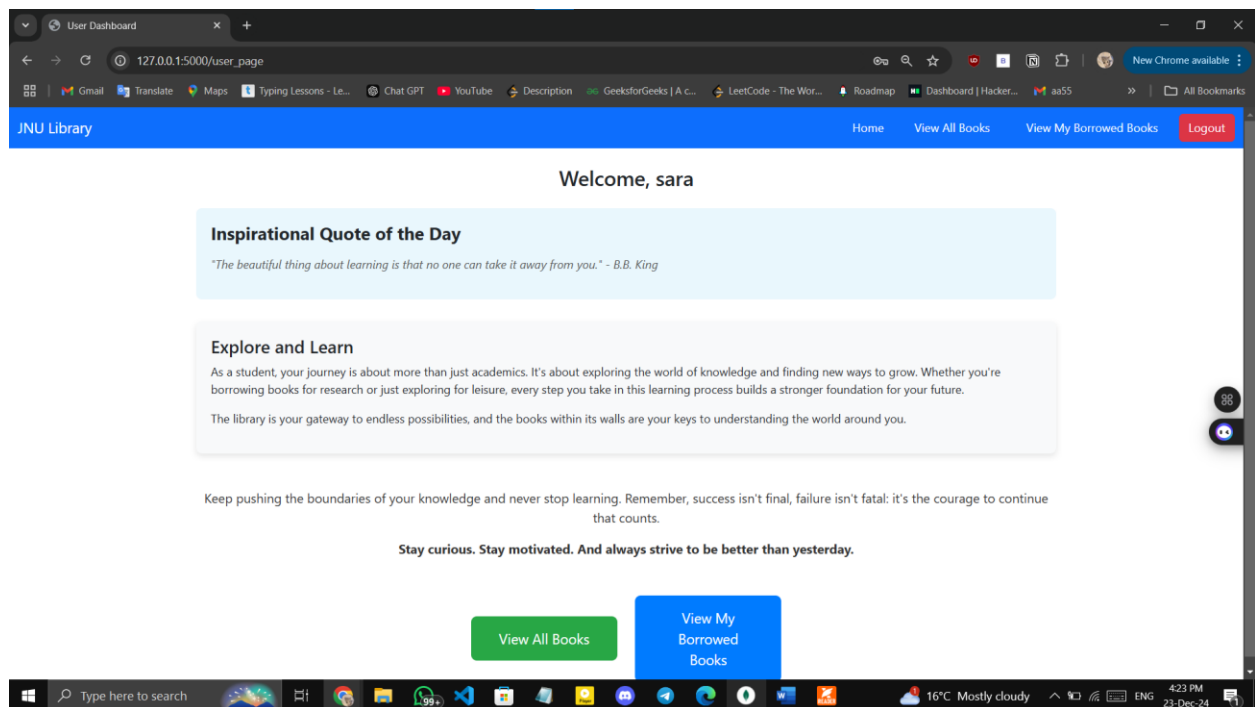 User Dashboard
127.0.0.1:5000/user_page
New Chrome available
Gmail Translate Maps Typing Lessons - Le... Chat GPT YouTube Description GeeksforGeeks | A c... LeetCode - The Wor... Roadmap Dashboard | Hacker... aa55 » All Bookmarks
JNU Library Home View All Books View My Borrowed Books Logout
Welcome, sara
Inspirational Quote of the Day
"The beautiful thing about learning is that no one can take it away from you." - B.B. King
Explore and Learn
As a student, your journey is about more than just academics. It's about exploring the world of knowledge and finding new ways to grow. Whether you're
borrowing books for research or just exploring for leisure, every step you take in this learning process builds a stronger foundation for your future.
The library is your gateway to endless possibilities, and the books within its walls are your keys to understanding the world around you.
Keep pushing the boundaries of your knowledge and never stop learning. Remember, success isn't final, failure isn't fatal: it's the courage to continue
that counts.
Stay curious. Stay motivated. And always strive to be better than yesterday.
View All Books
View My
Borrowed
Books
Type here to search 99+ 16°C Mostly cloudy ENG 4:23 PM
23-Dec-24